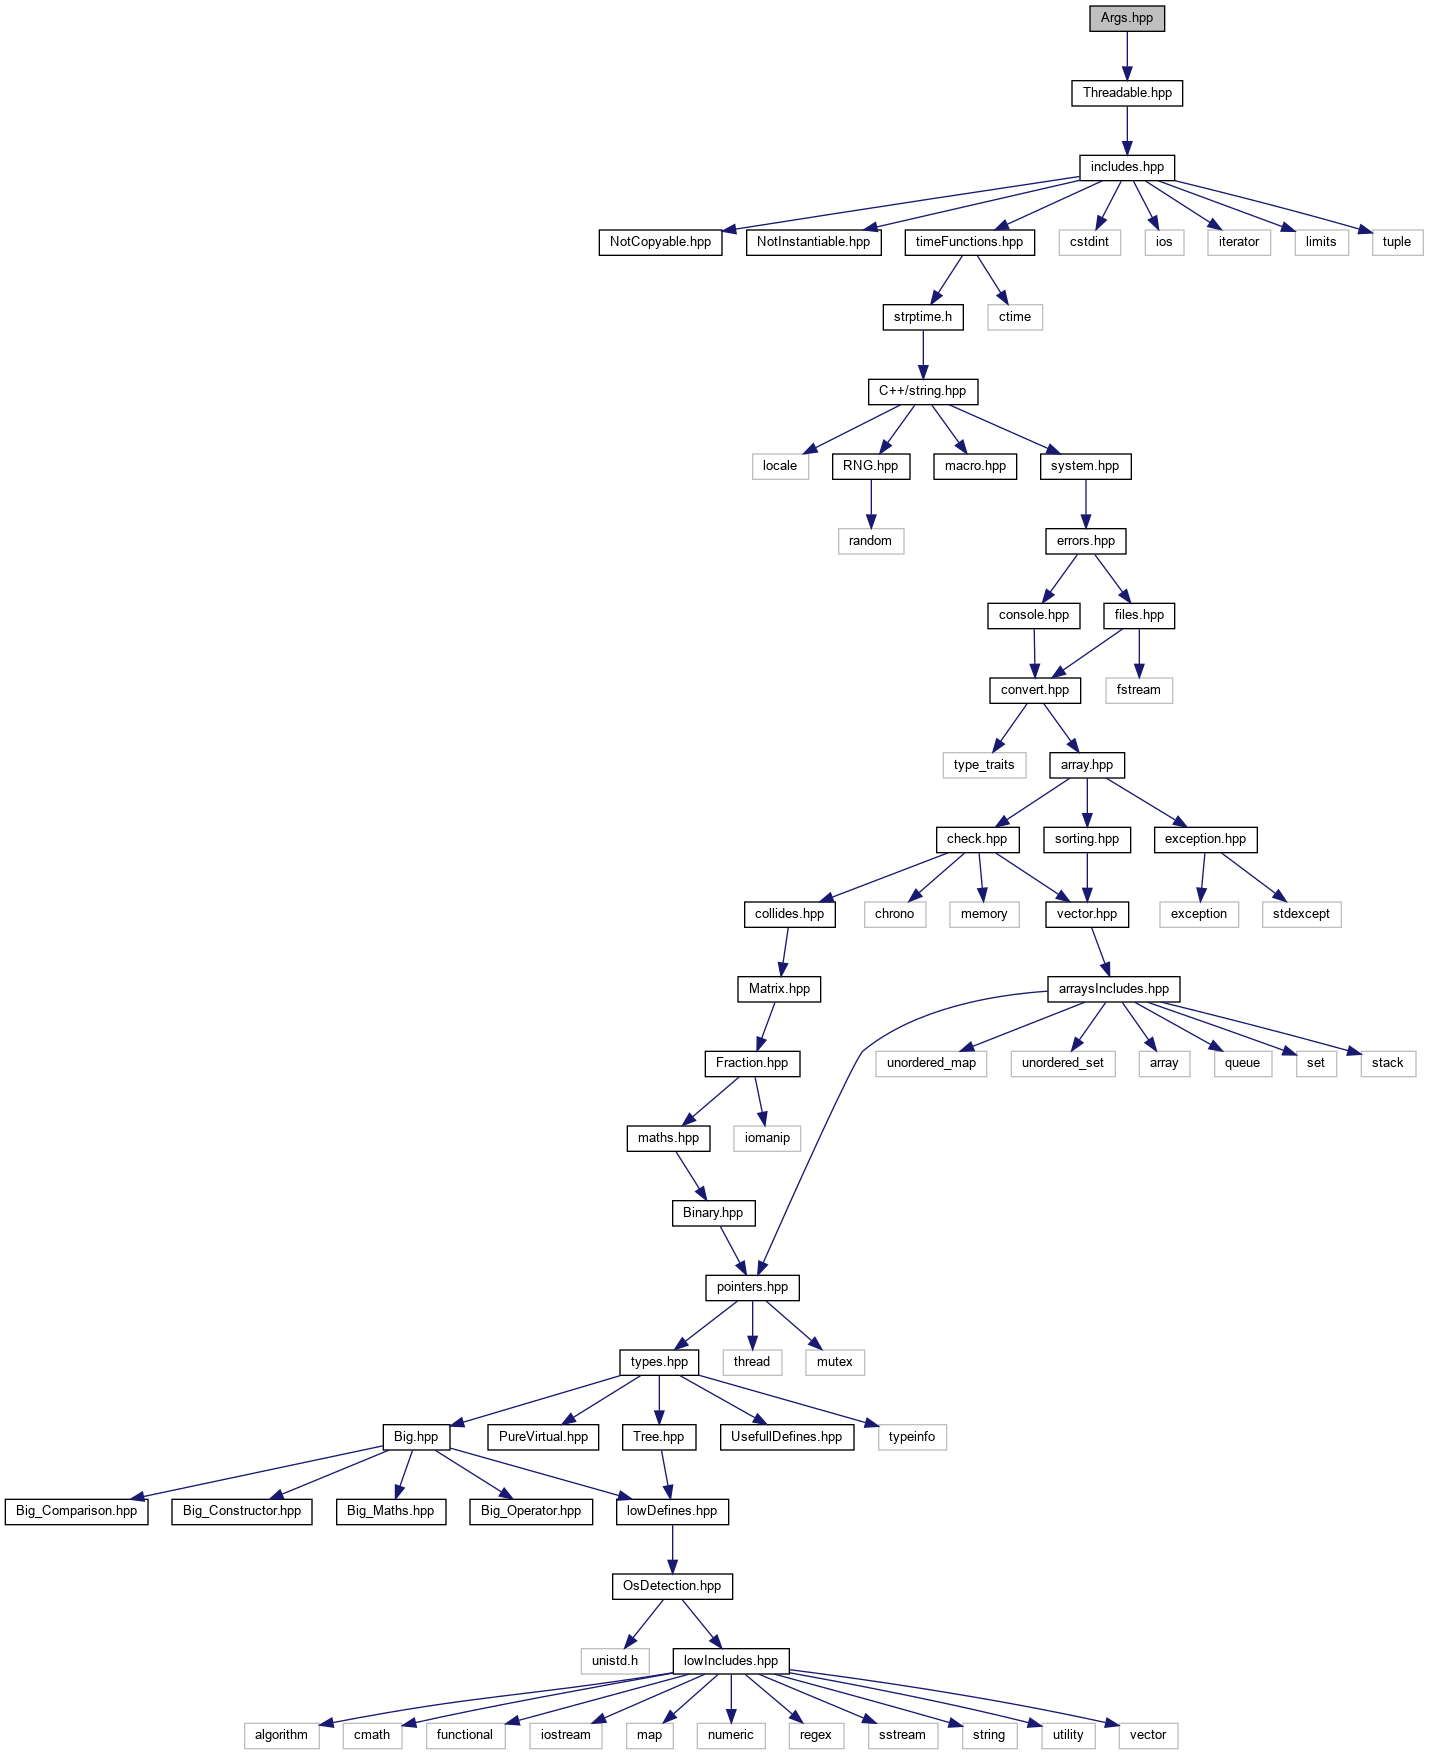 Args.hpp
Threadable.hpp
includes.hpp
NotCopyable.hpp
NotInstantiable.hpp
timeFunctions.hpp
cstdint
ios
iterator
limits
tuple
strptime.h
ctime
C++/string.hpp
locale
RNG.hpp
macro.hpp
system.hpp
random
errors.hpp
console.hpp
files.hpp
convert.hpp
fstream
type_traits
array.hpp
check.hpp
sorting.hpp
exception.hpp
collides.hpp
chrono
memory
vector.hpp
exception
stdexcept
Matrix.hpp
arraysIncludes.hpp
Fraction.hpp
unordered_map
unordered_set
array
queue
set
stack
maths.hpp
iomanip
Binary.hpp
pointers.hpp
types.hpp
thread
mutex
Big.hpp
PureVirtual.hpp
Tree.hpp
UsefullDefines.hpp
typeinfo
Big_Comparison.hpp
Big_Constructor.hpp
Big_Maths.hpp
Big_Operator.hpp
lowDefines.hpp
OsDetection.hpp
unistd.h
lowIncludes.hpp
algorithm
cmath
functional
iostream
map
numeric
regex
sstream
string
utility
vector